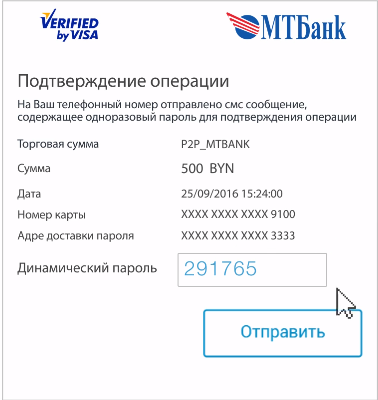 VERIFIED
by VISA
МТБанк
Подтверждение операции
На Ваш телефонный номер отправлено смс сообщение,
содержащее одноразовый пароль для подтверждения операции
Торговая сумма P2P_MTBANK
Сумма 500 BYN
Дата 25/09/2016 15:24:00
Номер карты XXXX XXXX XXXX 9100
Адре доставки пароля XXXX XXXX XXXX 3333
Динамический пароль 291765
Отправить